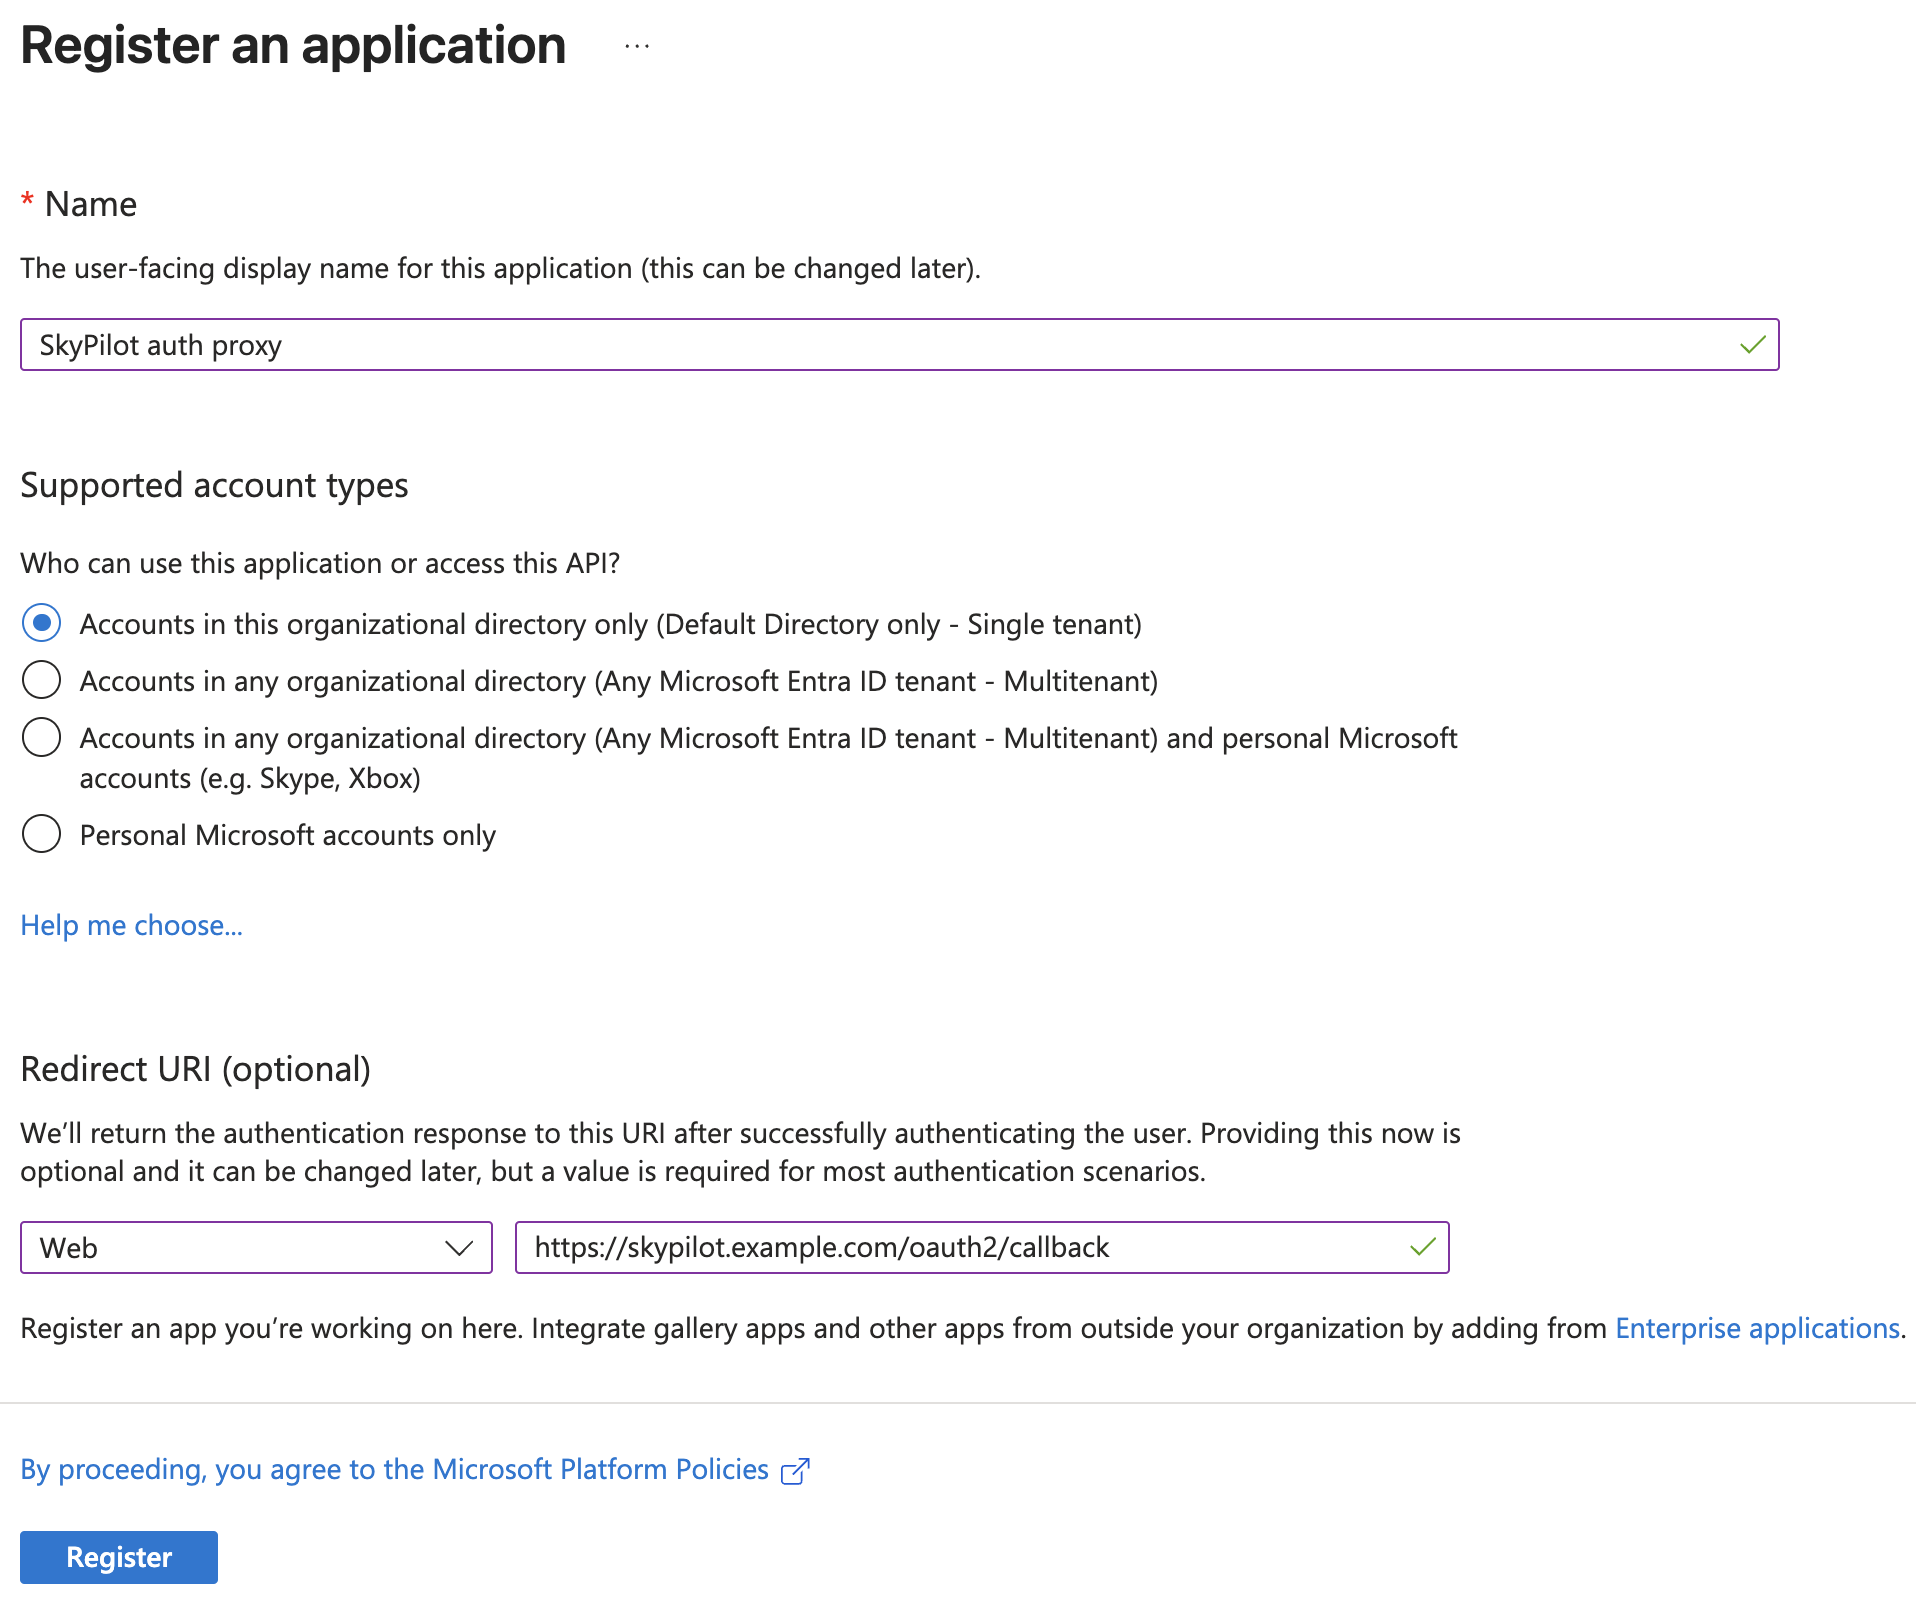 Register an application ...
* Name
The user-facing display name for this application (this can be changed later).
SkyPilot auth proxy
Supported account types
Who can use this application or access this API?
Accounts in this organizational directory only (Default Directory only - Single tenant)
Accounts in any organizational directory (Any Microsoft Entra ID tenant - Multitenant)
Accounts in any organizational directory (Any Microsoft Entra ID tenant - Multitenant) and personal Microsoft
accounts (e.g. Skype, Xbox)
Personal Microsoft accounts only
Help me choose...
Redirect URI (optional)
We’ll return the authentication response to this URI after successfully authenticating the user. Providing this now is
optional and it can be changed later, but a value is required for most authentication scenarios.
Web https://skypilot.example.com/oauth2/callback
Register an app you’re working on here. Integrate gallery apps and other apps from outside your organization by adding from Enterprise applications.
By proceeding, you agree to the Microsoft Platform Policies
Register